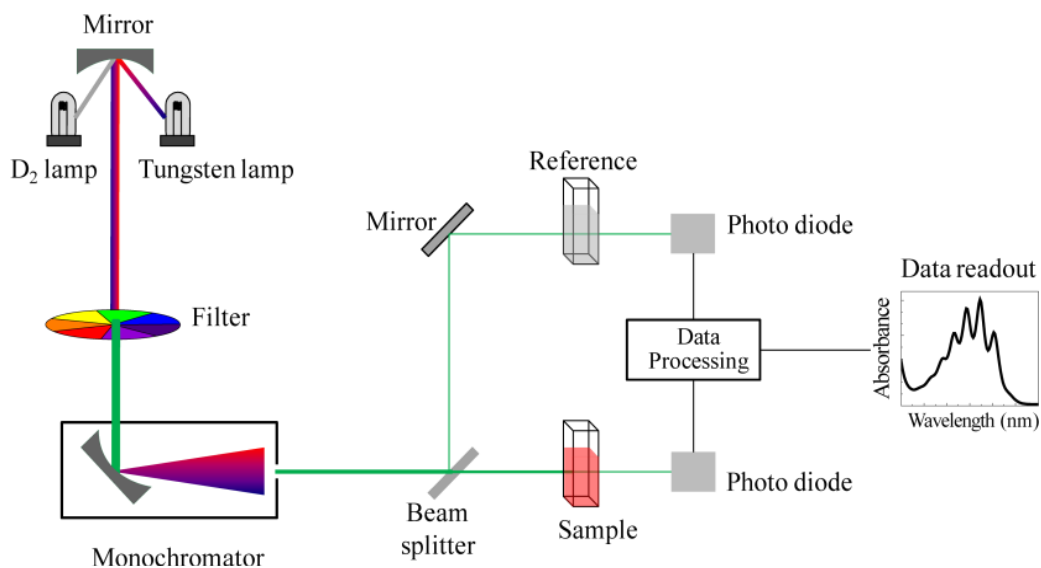 Mirror
D₂ lamp
Tungsten lamp
Filter
Monochromator
Mirror
Beam
splitter
Reference
Sample
Photo diode
Data
Processing
Photo diode
Data readout
Absorbance
Wavelength (nm)